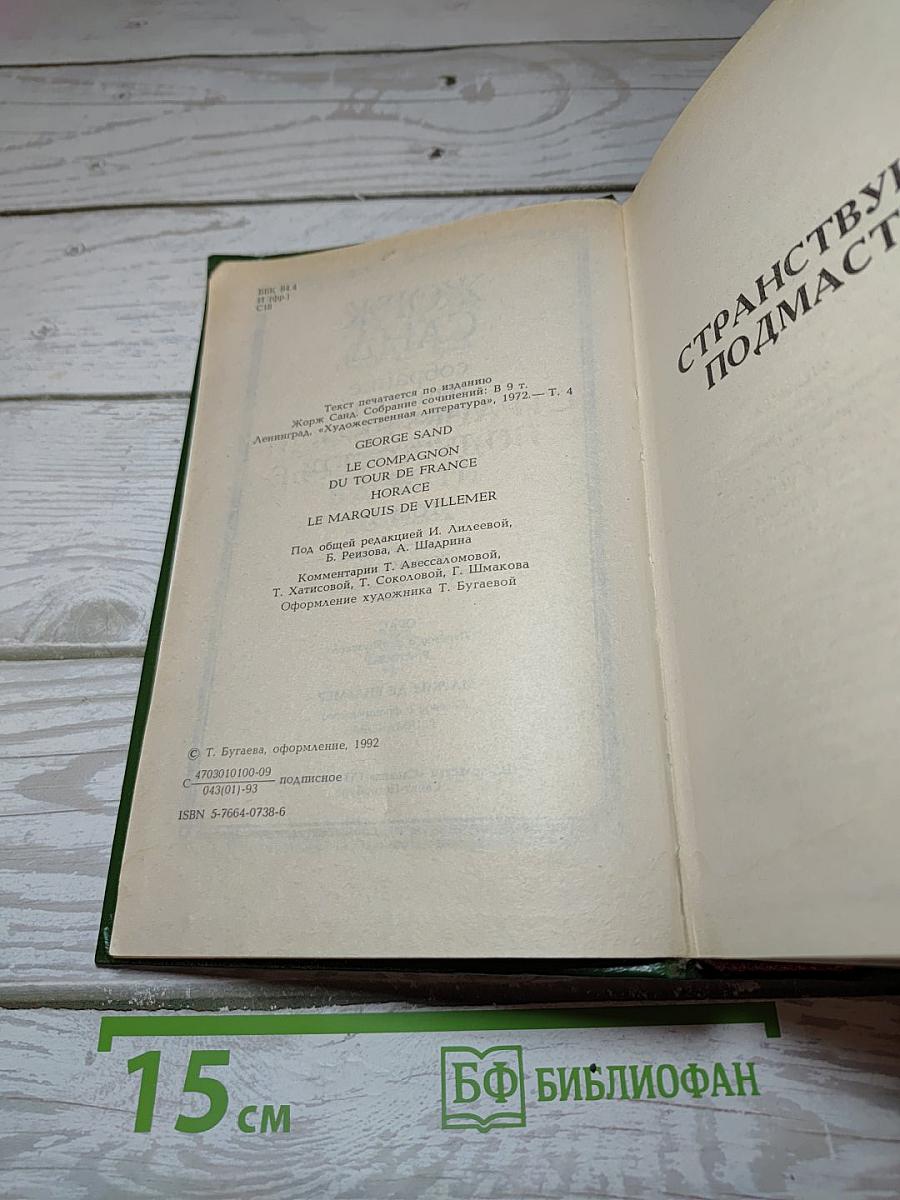 ББК 84.4
И (Фр-)
С18
Текст печатается по изданию
Жорж Санд. Собрание сочинений: В 9 т.
Ленинград, «Художественная литература», 1972.— Т. 4
GEORGE SAND
LE COMPAGNON
DU TOUR DE FRANCE
HORACE
LE MARQUIS DE VILLEMER
Под общей редакцией И. Лилеевой,
Б. Реизова, А. Шадрина
Комментарии Т. Авессаломовой,
Т. Хатисовой, Т. Соколовой, Г. Шмакова
Оформление художника Т. Бугаевой
© Т. Бугаева, оформление, 1992
С 4703010100-09 подписное
043(01)-93
ISBN 5-7664-0738-6
СТРАНСТВУЮ
ПОДМАСТ
15 см
БФ БИБЛИОФАН